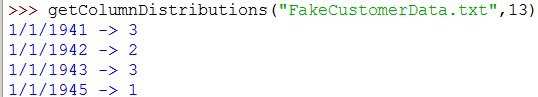 >>> getColumnDistributions("FakeCustomerData.txt",13)
1/1/1941 -> 3
1/1/1942 -> 2
1/1/1943 -> 3
1/1/1945 -> 1